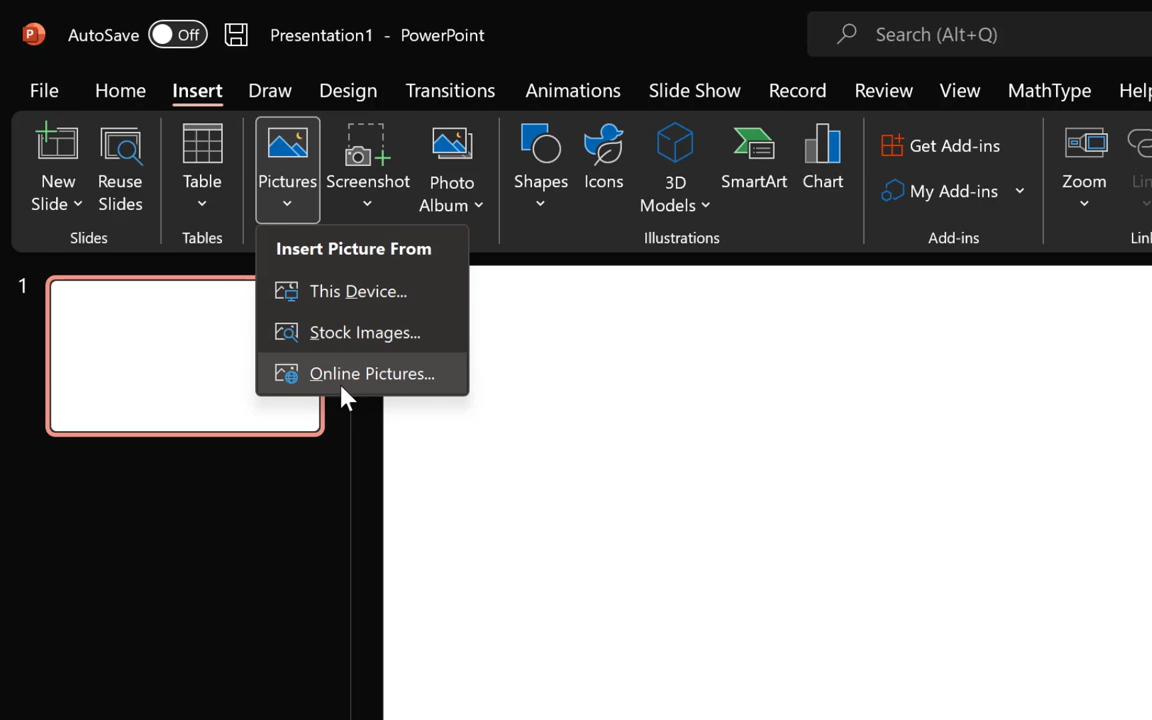 P AutoSave Off Presentation1 - PowerPoint Search (Alt+Q)
File Home Insert Draw Design Transitions Animations Slide Show Record Review View MathType Help
New Slide
Reuse Slides
Table
Pictures
Screenshot
Photo Album
Shapes
Icons
3D Models
SmartArt
Chart
Get Add-ins
My Add-ins
Zoom
Slides Tables Illustrations Add-ins
Insert Picture From
This Device...
Stock Images...
Online Pictures...
1